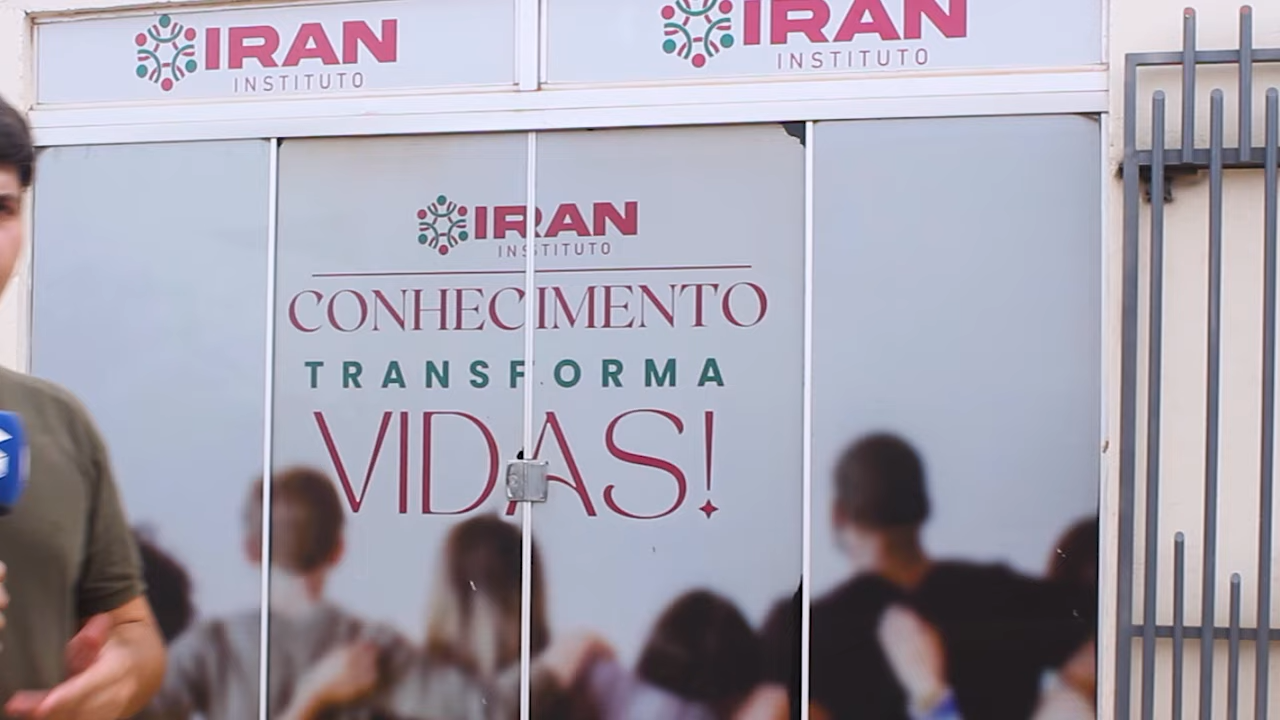 IRAN
INSTITUTO
IRAN
INSTITUTO
IRAN
INSTITUTO
CONHECIMENTO
TRANSFORMA
VIDAS!